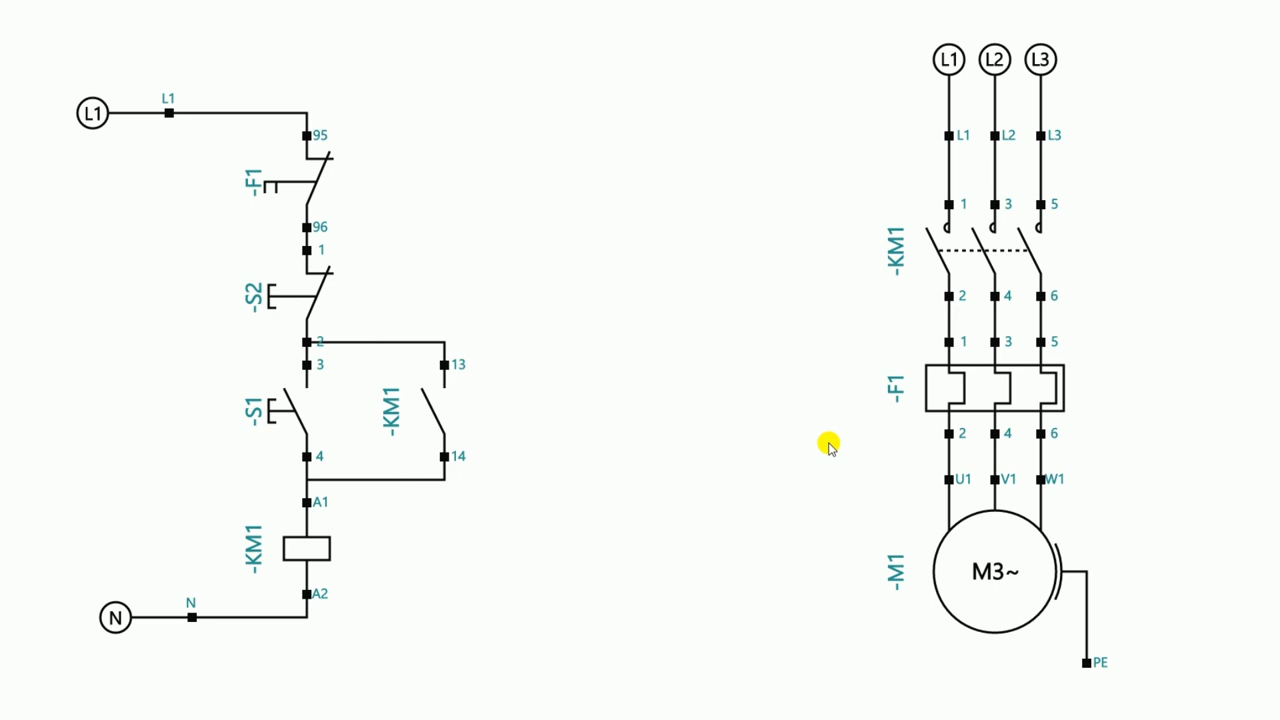 L1 L2 L3
L1 L1
95 L1 L2 L3
-F1
1 3 5
96
1 -KM1
-S2
2 4 6
2 1 3 5
3 13
-S1 -KM1 -F1
2 4 6
4 14
U1 V1 W1
A1
-KM1
-M1 M3~
A2
N N
PE